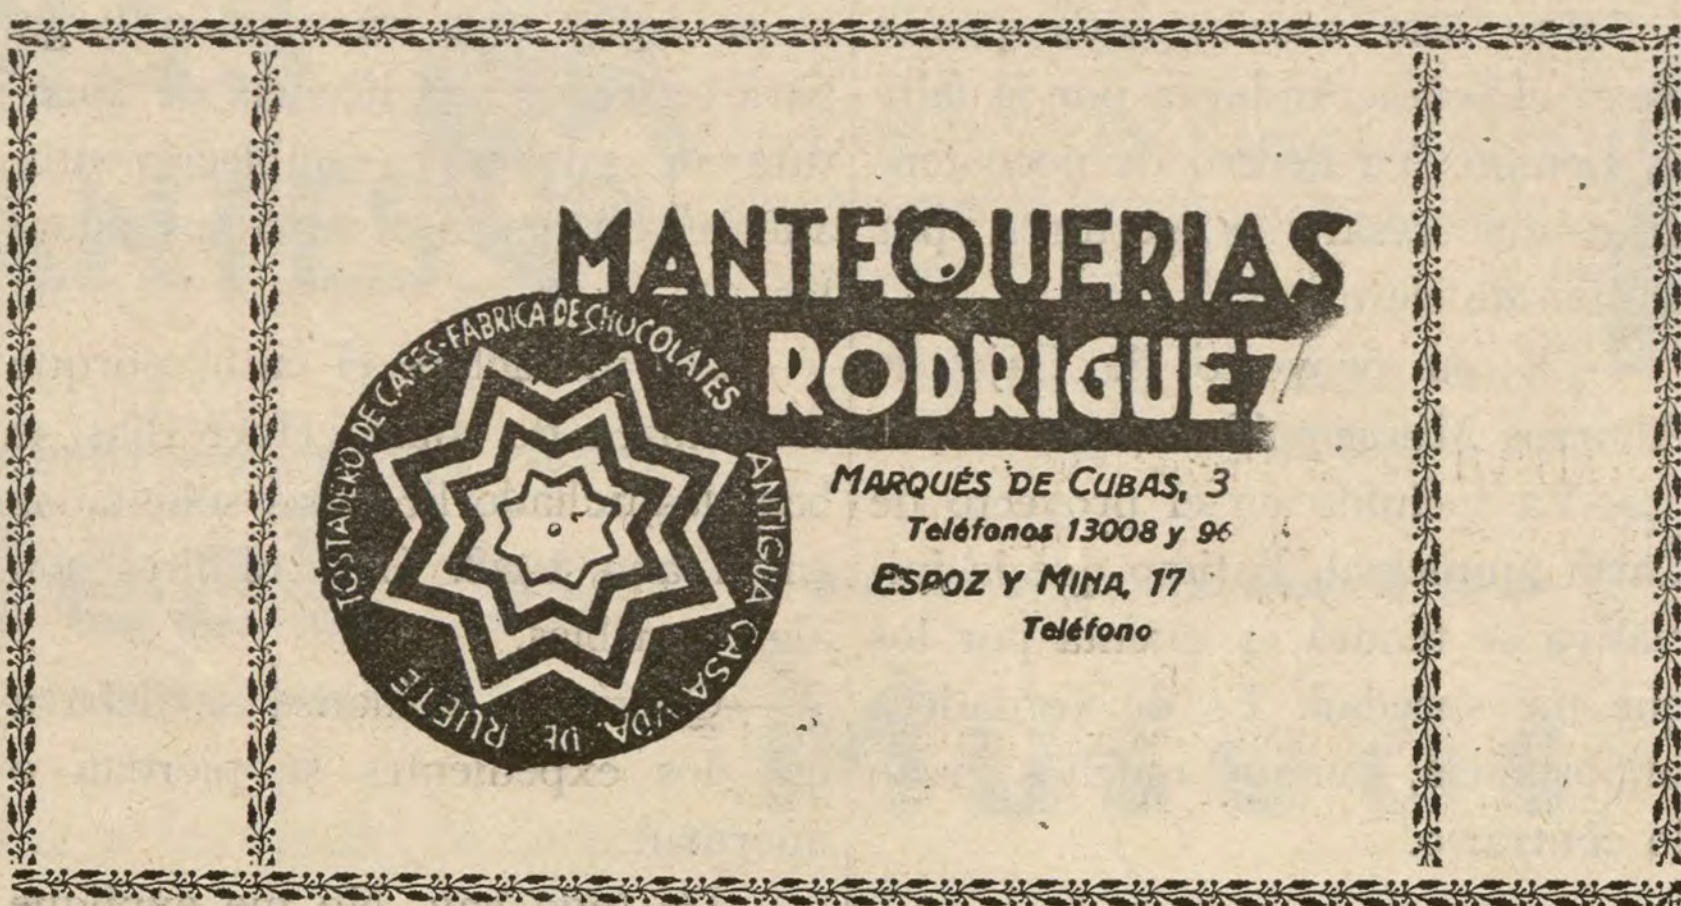 MANTEQUERIAS
RODRIGUEZ
TOSTADERO DE CAFES-FABRICA DE CHOCOLATES
ANTIGUA CASA VDA. DE RUETE
MARQUÉS DE CUBAS, 3
Teléfonos 13008 y 96
ESPOZ Y MINA, 17
Teléfono